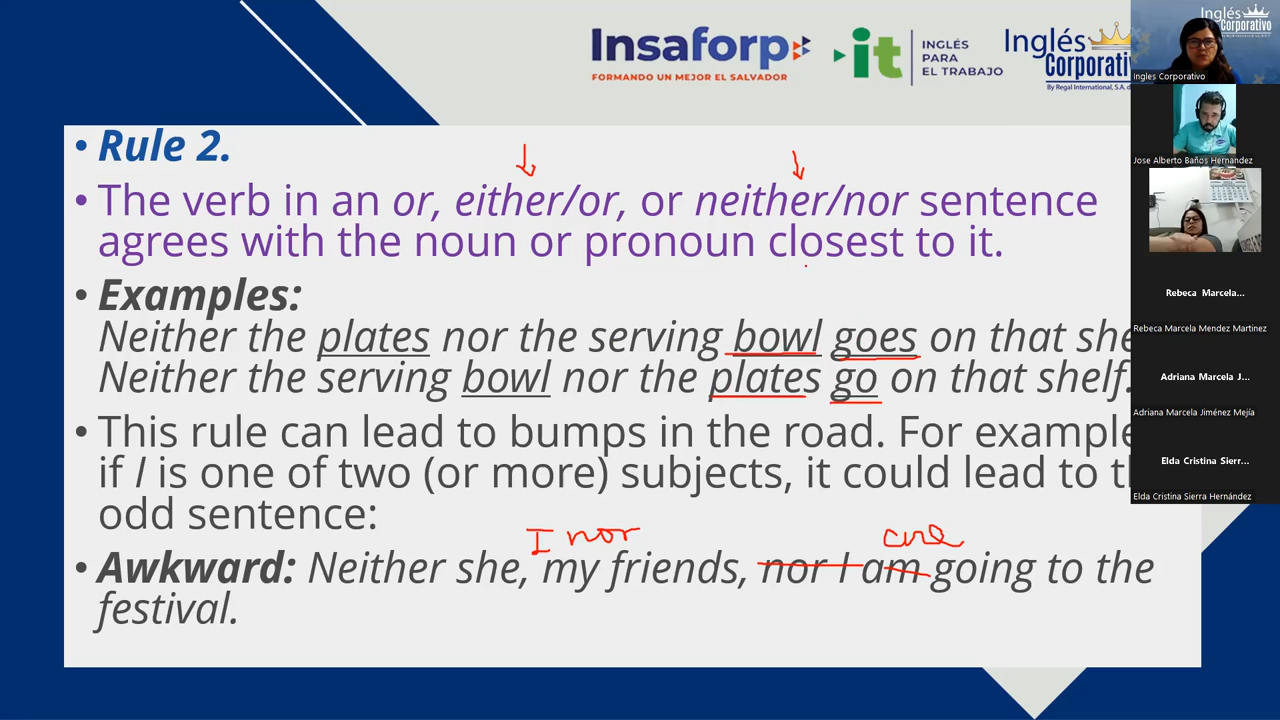 Insaforp
FORMANDO UN MEJOR EL SALVADOR
it
INGLÉS
PARA
EL TRABAJO
Inglés
Corporati
By Regal International, S.A. d
Inglés
Corporativo
Ingles Corporativo
Jose Alberto Baños Hernandez
Rebeca Marcela...
Rebeca Marcela Mendez Martinez
Adriana Marcela J...
Adriana Marcela Jiménez Mejía
Elda Cristina Sierr...
Elda Cristina Sierra Hernández
• Rule 2.
• The verb in an or, either/or, or neither/nor sentence
agrees with the noun or pronoun closest to it.
• Examples:
Neither the plates nor the serving bowl goes on that she
Neither the serving bowl nor the plates go on that shelf.
• This rule can lead to bumps in the road. For example
if I is one of two (or more) subjects, it could lead to th
odd sentence:
I nor are
• Awkward: Neither she, my friends, nor I am going to the
festival.